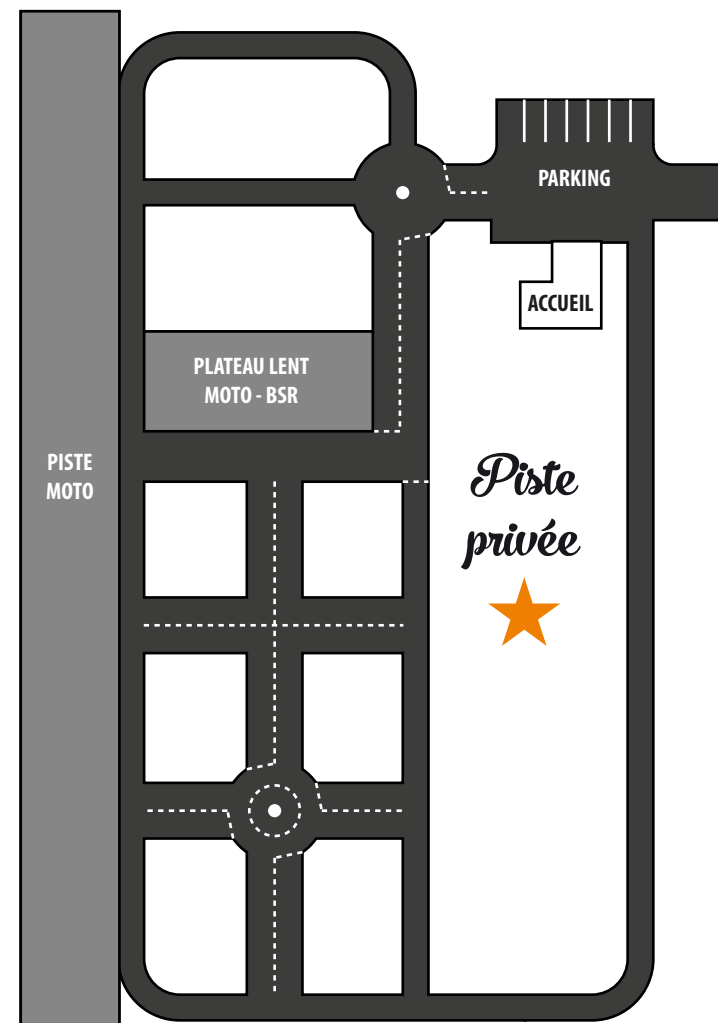 PARKING
ACCUEIL
PLATEAU LENT
MOTO - BSR
PISTE
MOTO
Piste
privée